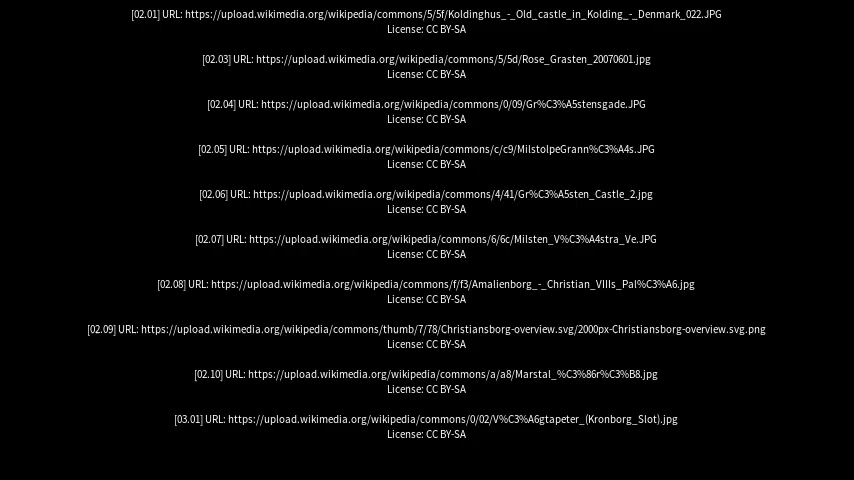 [02.01] URL: https://upload.wikimedia.org/wikipedia/commons/5/5f/Koldinghus_-_Old_castle_in_Kolding_-_Denmark_022.JPG
License: CC BY-SA
[02.03] URL: https://upload.wikimedia.org/wikipedia/commons/5/5d/Rose_Grasten_20070601.jpg
License: CC BY-SA
[02.04] URL: https://upload.wikimedia.org/wikipedia/commons/0/09/Gr%C3%A5stensgade.JPG
License: CC BY-SA
[02.05] URL: https://upload.wikimedia.org/wikipedia/commons/c/c9/MilstolpeGrann%C3%A4s.JPG
License: CC BY-SA
[02.06] URL: https://upload.wikimedia.org/wikipedia/commons/4/41/Gr%C3%A5sten_Castle_2.jpg
License: CC BY-SA
[02.07] URL: https://upload.wikimedia.org/wikipedia/commons/6/6c/Milsten_V%C3%A4stra_Ve.JPG
License: CC BY-SA
[02.08] URL: https://upload.wikimedia.org/wikipedia/commons/f/f3/Amalienborg_-_Christian_VIIIs_Pal%C3%A6.jpg
License: CC BY-SA
[02.09] URL: https://upload.wikimedia.org/wikipedia/commons/thumb/7/78/Christiansborg-overview.svg/2000px-Christiansborg-overview.svg.png
License: CC BY-SA
[02.10] URL: https://upload.wikimedia.org/wikipedia/commons/a/a8/Marstal_%C3%86r%C3%B8.jpg
License: CC BY-SA
[03.01] URL: https://upload.wikimedia.org/wikipedia/commons/0/02/V%C3%A6gtapeter_(Kronborg_Slot).jpg
License: CC BY-SA